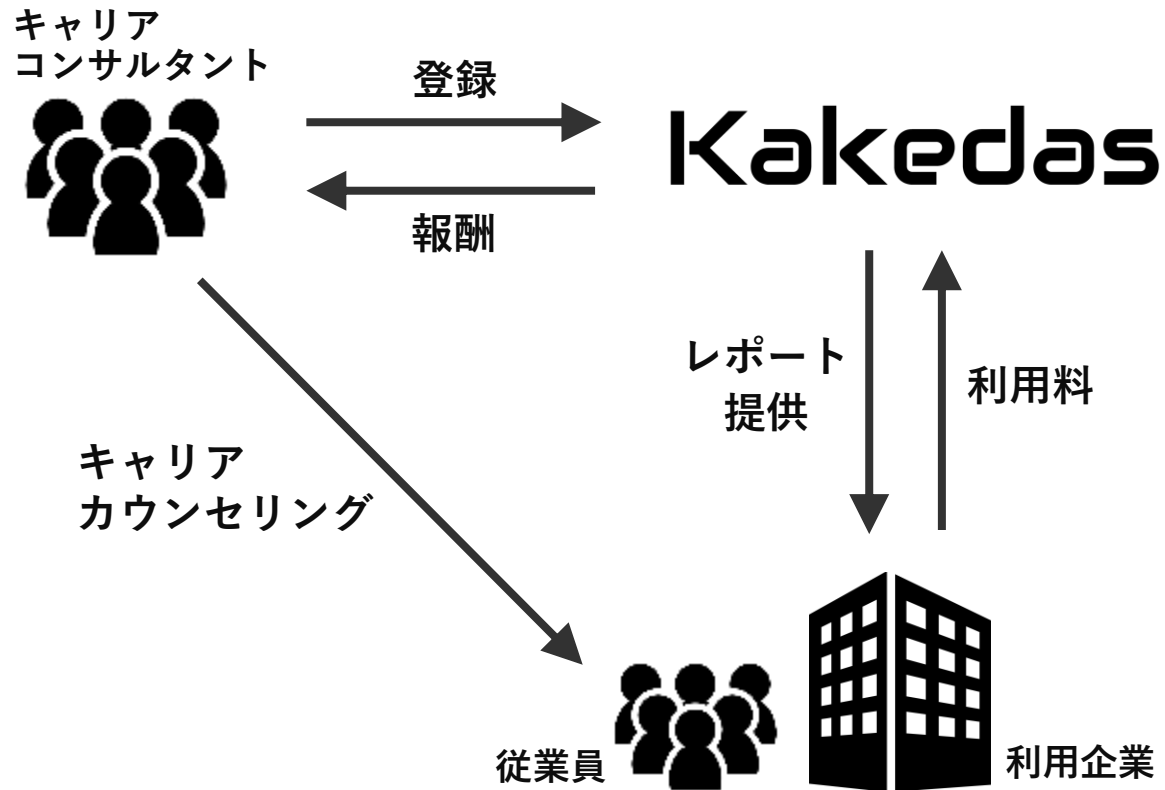 キャリア
コンサルタント
登録
Kakedas
報酬
レポート
提供
利用料
キャリア
カウンセリング
従業員
利用企業